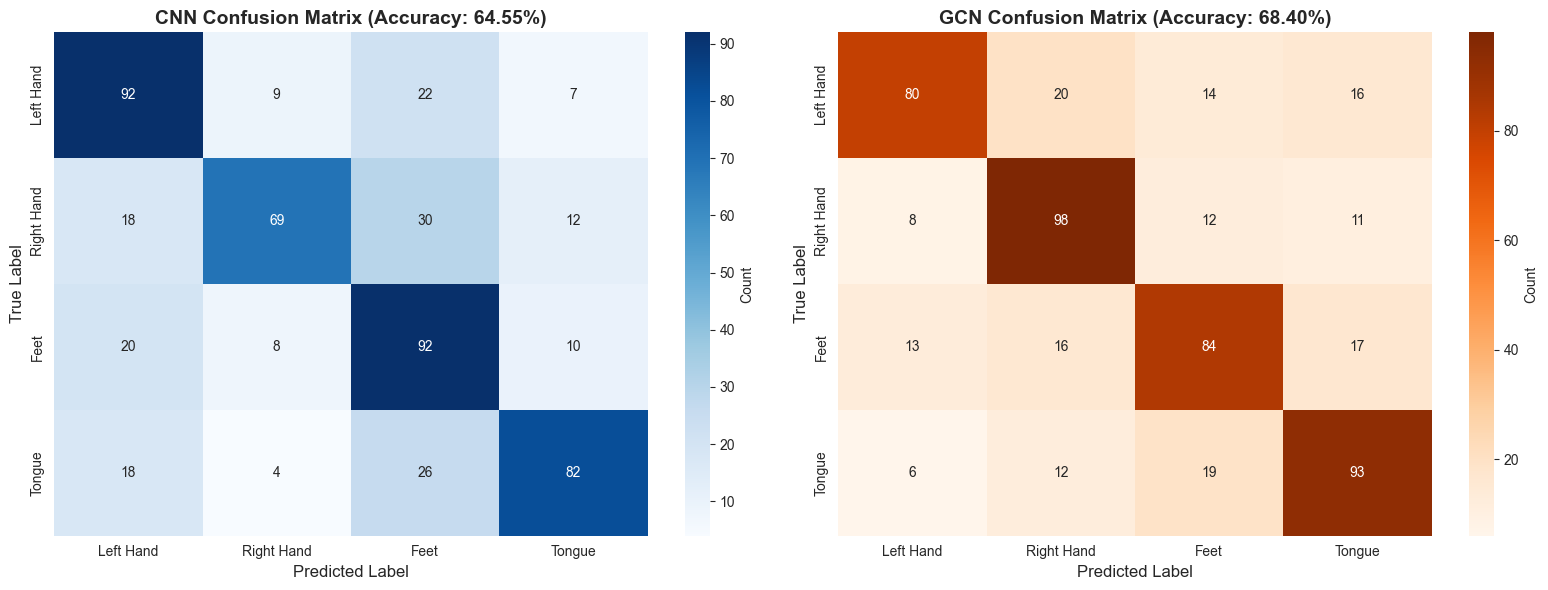 CNN Confusion Matrix (Accuracy: 64.55%)
True Label
Left Hand
92 9 22 7
Right Hand
18 69 30 12
Feet
20 8 92 10
Tongue
18 4 26 82
Left Hand Right Hand Feet Tongue
Predicted Label
90
80
70
60
50
40
30
20
10
Count
GCN Confusion Matrix (Accuracy: 68.40%)
True Label
Left Hand
80 20 14 16
Right Hand
8 98 12 11
Feet
13 16 84 17
Tongue
6 12 19 93
Left Hand Right Hand Feet Tongue
Predicted Label
80
60
40
20
Count